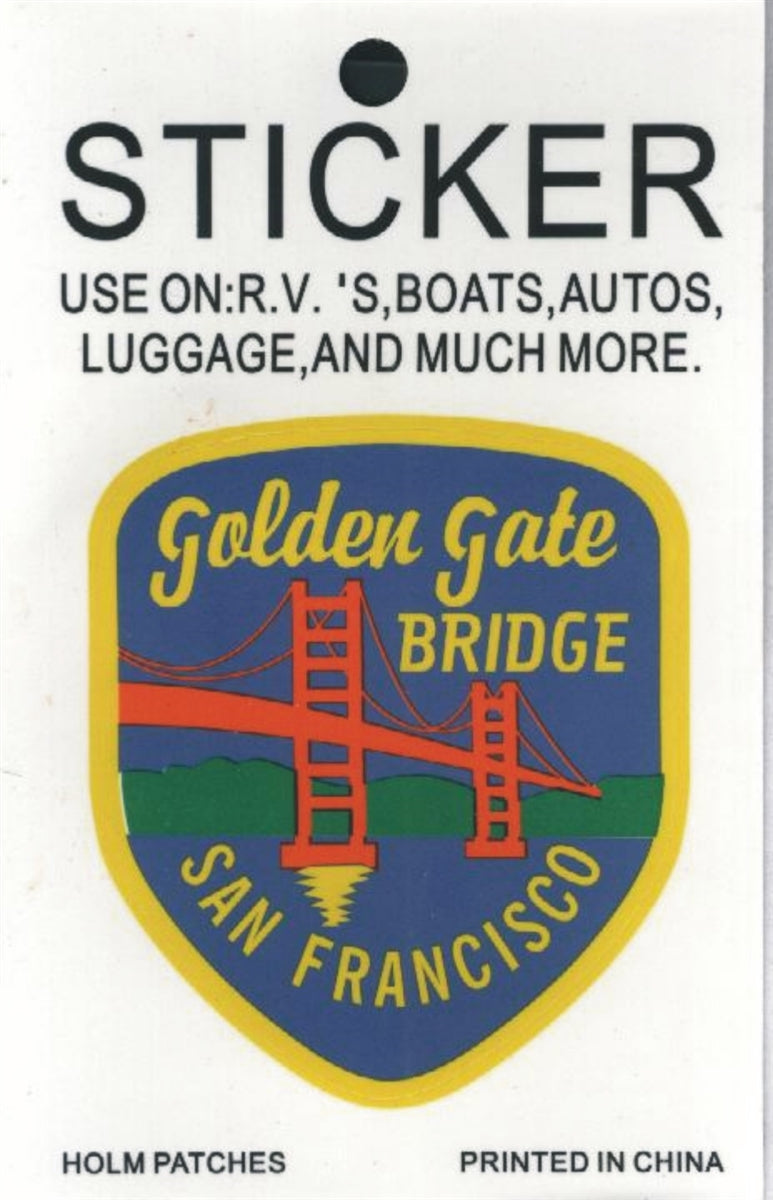 STICKER
USE ON:R.V. 'S,BOATS,AUTOS,
LUGGAGE,AND MUCH MORE.
Golden Gate
BRIDGE
SAN FRANCISCO
HOLM PATCHES
PRINTED IN CHINA